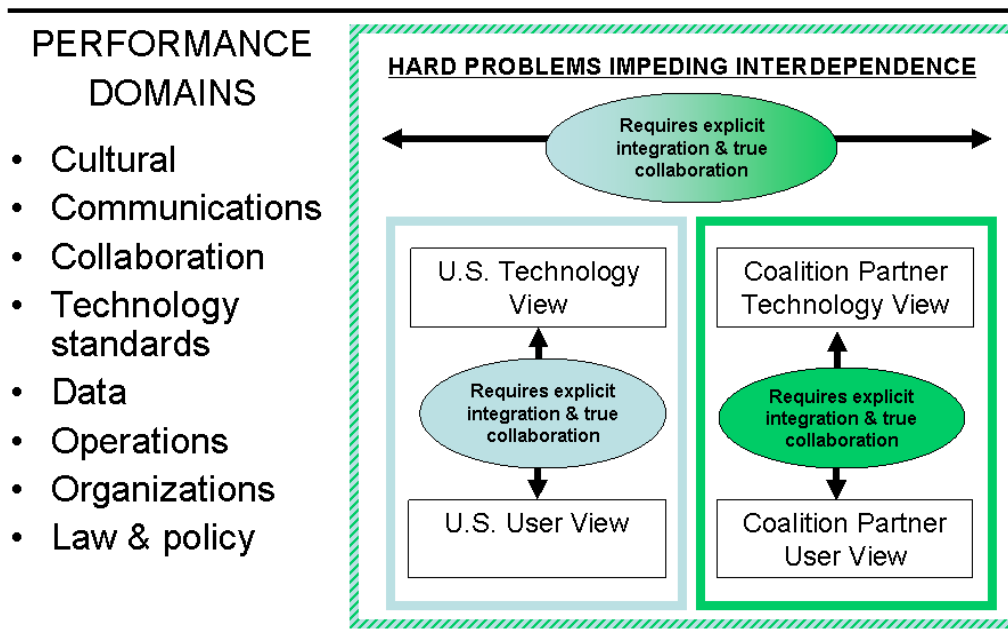 PERFORMANCE
DOMAINS
• Cultural
• Communications
• Collaboration
• Technology
standards
• Data
• Operations
• Organizations
• Law & policy
HARD PROBLEMS IMPEDING INTERDEPENDENCE
Requires explicit
integration & true
collaboration
U.S. Technology
View
Requires explicit
integration & true
collaboration
U.S. User View
Coalition Partner
Technology View
Requires explicit
integration & true
collaboration
Coalition Partner
User View